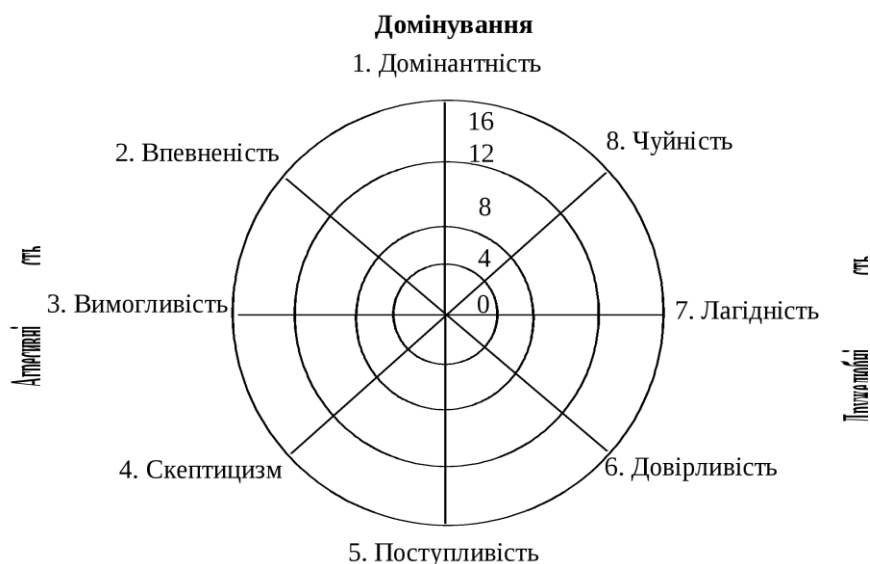 Домінування
1. Домінантність
16
2. Впевненість
12
8. Чуйність
8
4
3. Вимогливість
0
7. Лагідність
4. Скептицизм
6. Довірливість
5. Поступливість